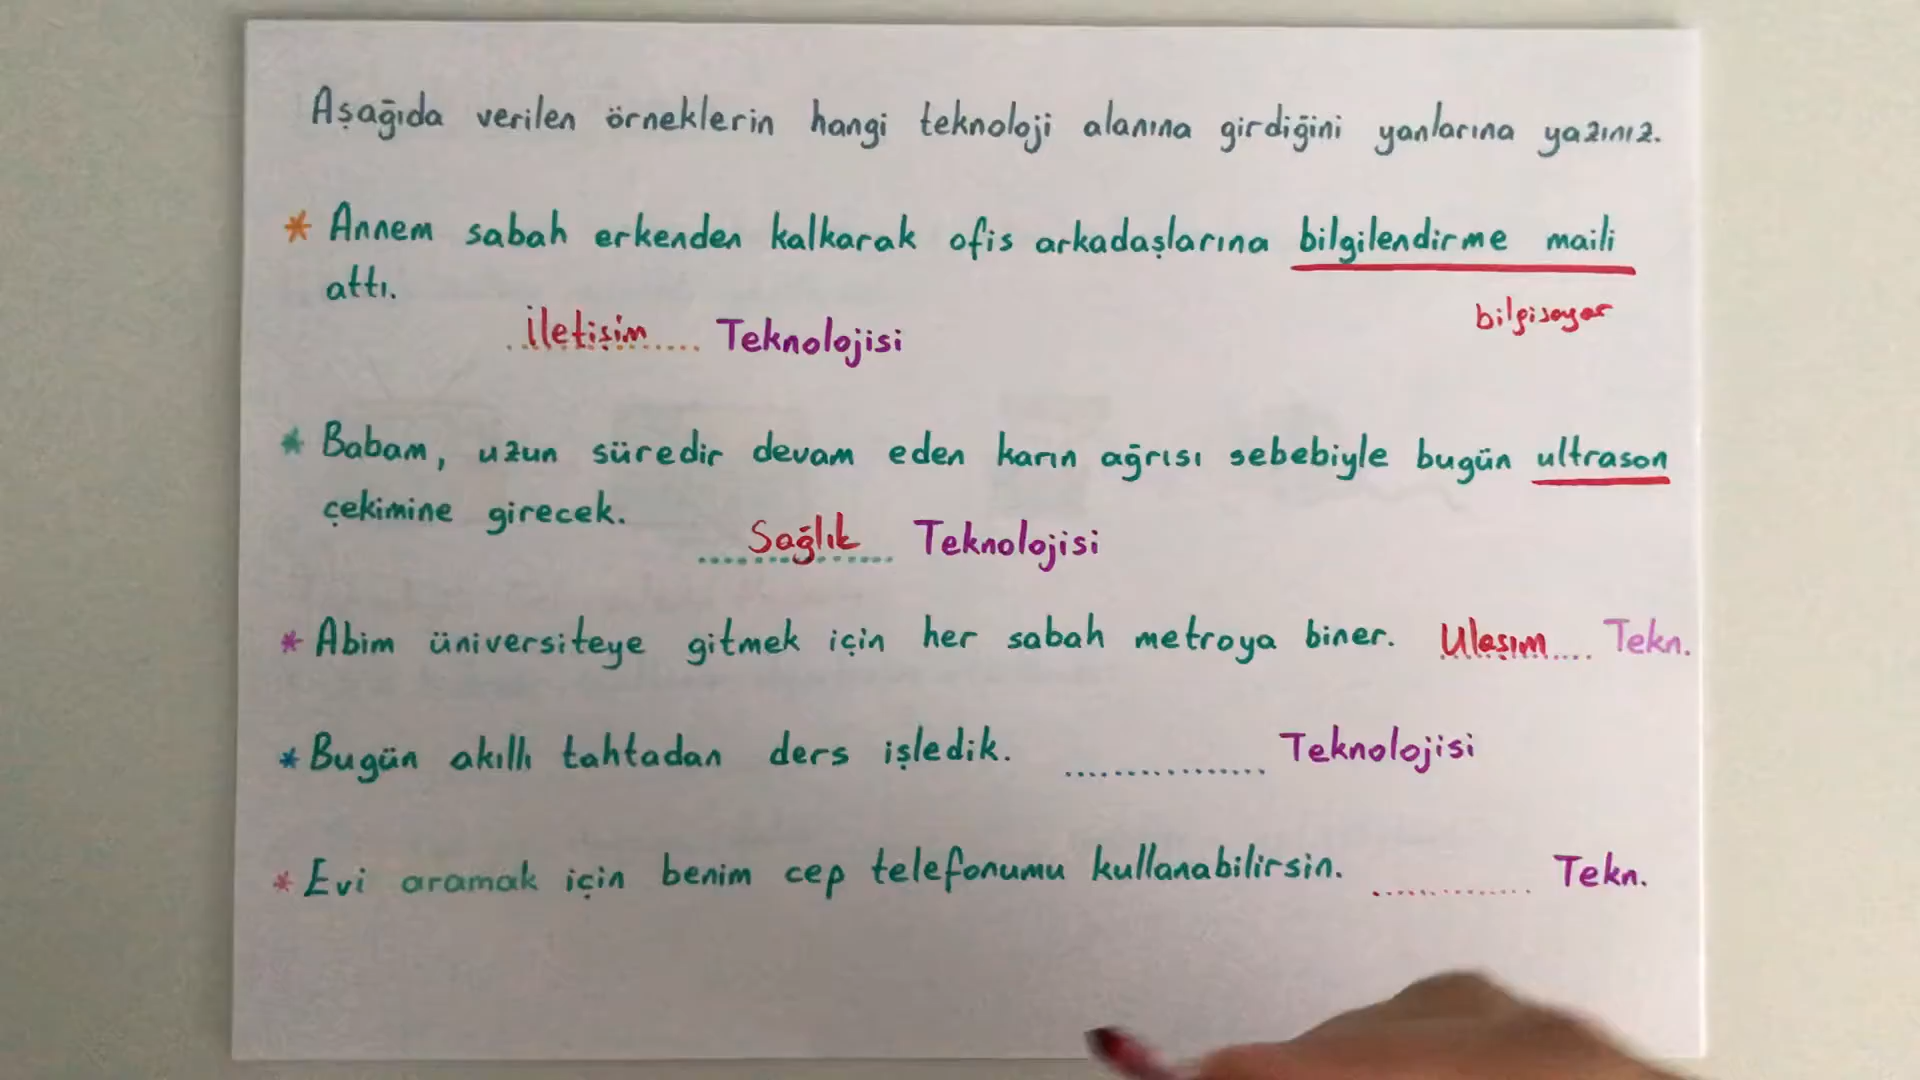 Aşağıda verilen örneklerin hangi teknoloji alanına girdiğini yanlarına yazınız.
* Annem sabah erkenden kalkarak ofis arkadaşlarına bilgilendirme maili
attı.
bilgisayar
İletişim.... Teknolojisi
* Babam, uzun süredir devam eden karın ağrısı sebebiyle bugün ultrason
çekimine girecek.
Sağlık Teknolojisi
* Abim üniversiteye gitmek için her sabah metroya biner. Ulaşım.... Tekn.
* Bugün akıllı tahtadan ders işledik. .............. Teknolojisi
* Evi aramak için benim cep telefonumu kullanabilirsin. ............. Tekn.